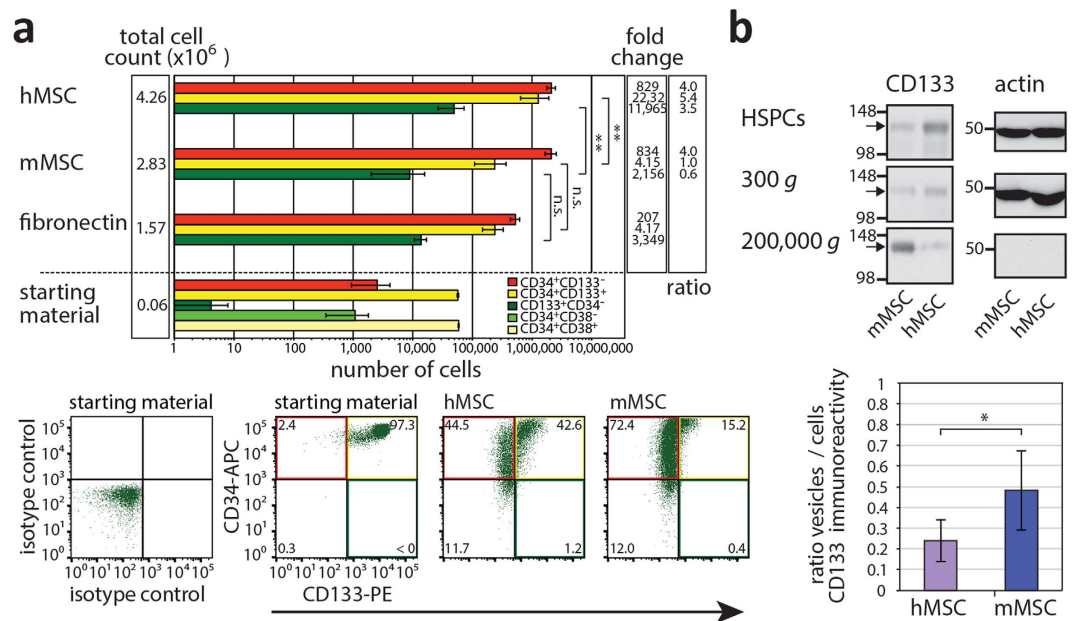 a
total cell
count (x10⁶ )
fold
change
hMSC
4.26
829 4.0
22.32 5.4
11,965 3.5
**
**
mMSC
2.83
834 4.0
4.15 1.0
2,156 0.6
n.s.
n.s.
fibronectin
1.57
207
4.17
3,349
ratio
starting
material
0.06
CD34⁺CD133⁻
CD34⁺CD133⁺
CD133⁺CD34⁻
CD34⁺CD38⁻
CD34⁺CD38⁺
1 10 100 1,000 10,000 100,000 1,000,000 10,000,000
number of cells
starting material
isotype control
10⁵
10⁴
10³
10²
10¹
10⁰
10⁰10¹10²10³10⁴10⁵
isotype control
starting material
CD34-APC
10⁵
10⁴
10³
10²
10¹
10⁰
2.4 97.3
0.3 < 0
10⁰10¹10²10³10⁴10⁵
CD133-PE
hMSC
44.5 42.6
11.7 1.2
mMSC
72.4 15.2
12.0 0.4
b
CD133 actin
HSPCs
148
98
50
300 g
148
98
50
200,000 g
148
98
50
mMSC
hMSC
mMSC
hMSC
ratio vesicles / cells
CD133 immunoreactivity
1
0.9
0.8
0.7
0.6
0.5
0.4
0.3
0.2
0.1
0
*
hMSC mMSC